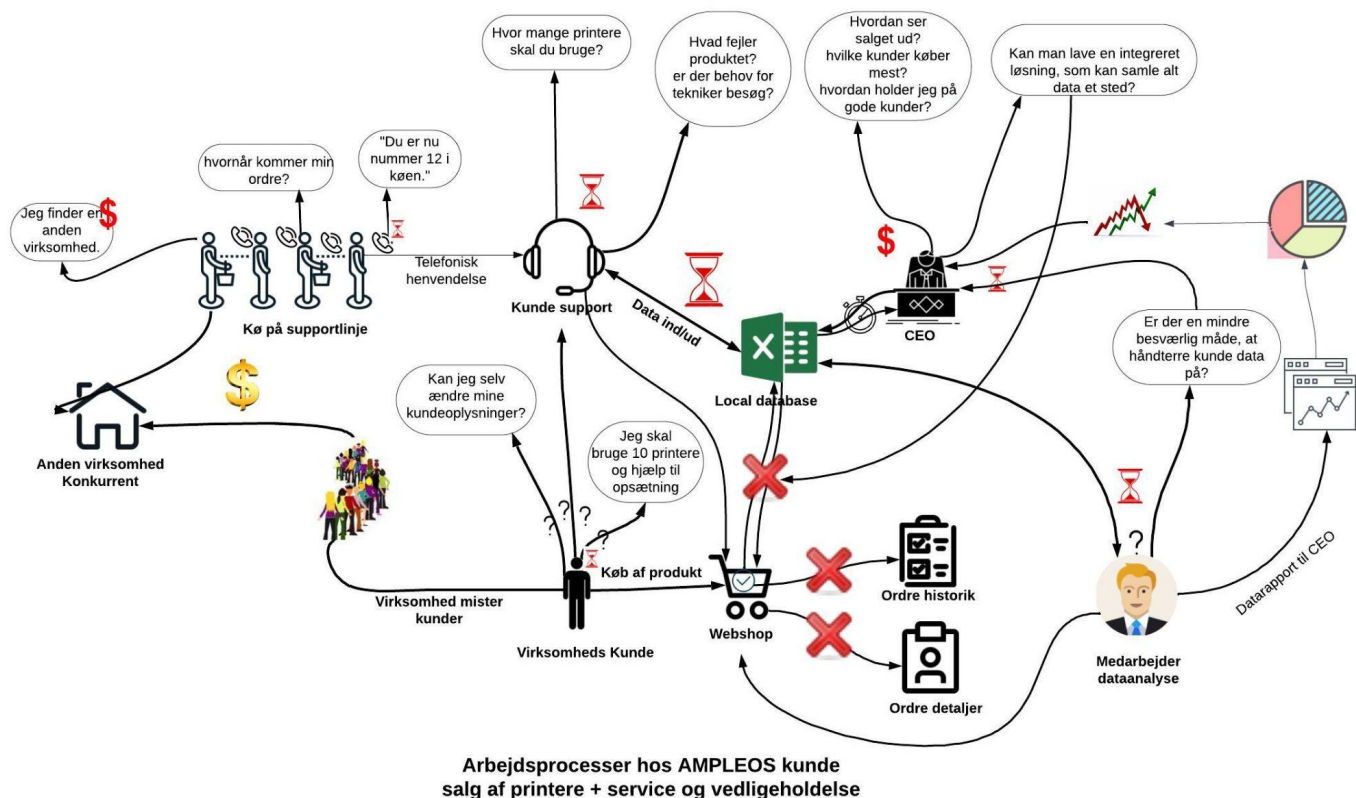 Hvor mange printere
skal du bruge?
Hvad fejler
produktet?
er der behov for
tekniker besøg?
Hvordan ser
salget ud?
hvilke kunder køber
mest?
hvordan holder jeg på
gode kunder?
Kan man lave en integreret
løsning, som kan samle alt
data et sted?
"Du er nu
nummer 12 i
køen."
hvornår kommer min
ordre?
Jeg finder en
anden
virksomhed.
$
Telefonisk
henvendelse
Kø på supportlinje
Kunde support
Data ind/ud
$
CEO
Local database
Er der en mindre
besværlig måde, at
håndterre kunde data
på?
$
Anden virksomhed
Konkurrent
Kan jeg selv
ændre mine
kundeoplysninger?
Jeg skal
bruge 10 printere
og hjælp til
opsætning
?
?
?
?
?
Køb af produkt
Virksomhed mister
kunder
Virksomheds Kunde
Webshop
Ordre historik
Ordre detaljer
Medarbejder
dataanalyse
Datarapport til CEO
Arbejdsprocesser hos AMPLEOS kunde
salg af printere + service og vedligeholdelse